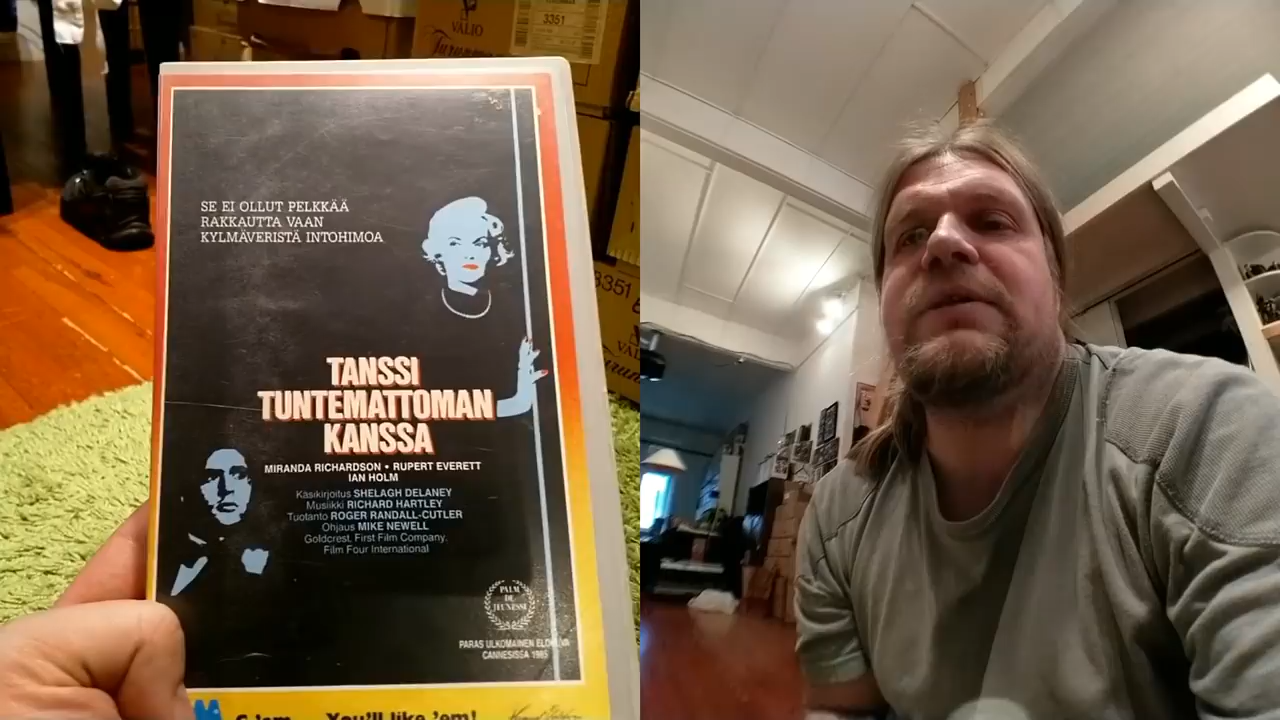 VALIO
3351
SE EI OLLUT PELKKÄÄ
RAKKAUTTA VAAN
KYLMÄVERISTÄ INTOHIMOA
TANSSI
TUNTEMATTOMAN
KANSSA
MIRANDA RICHARDSON • RUPERT EVERETT
IAN HOLM
Käsikirjoitus SHELAGH DELANEY
Musiikki RICHARD HARTLEY
Tuotanto ROGER RANDALL-CUTLER
Ohjaus MIKE NEWELL
Goldcrest, First Film Company,
Film Four International
PALM
DE
JEUNESSE
PARAS ULKOMAINEN ELOKUVA
CANNESISSA 1985
You'll like 'em!
3351